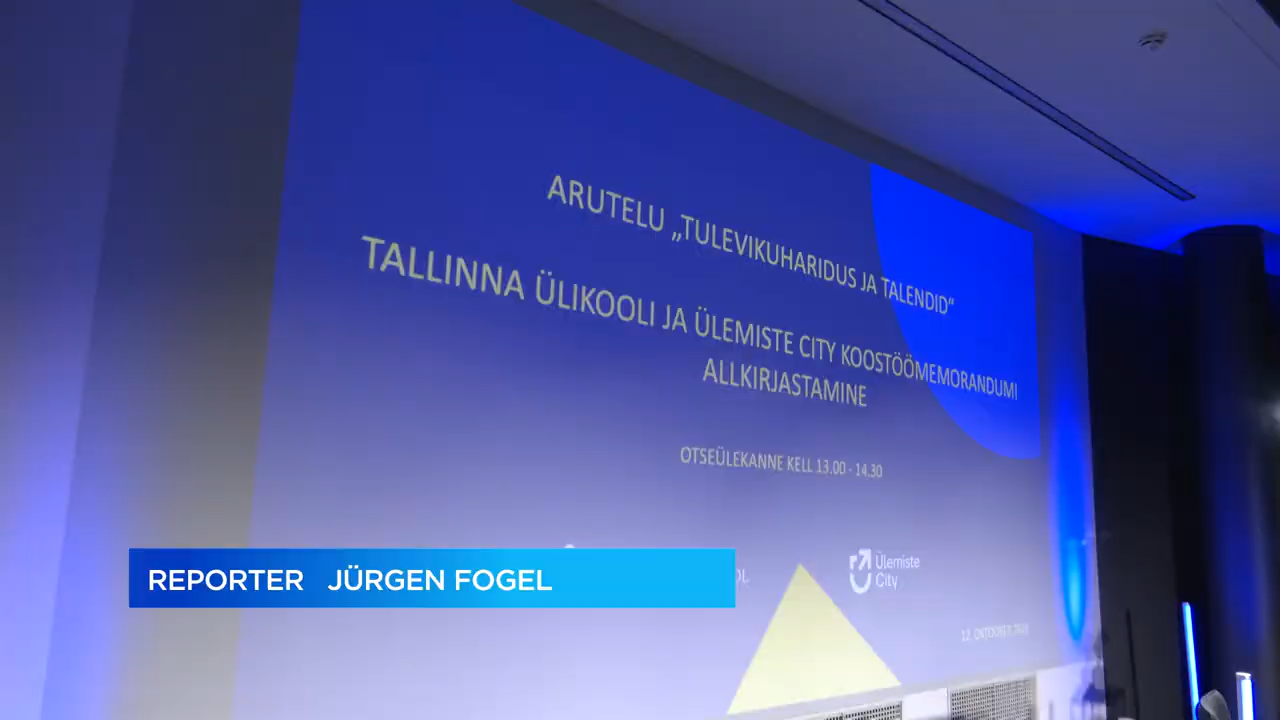 ARUTELU „TULEVIKUHARIDUS JA TALENDID“
TALLINNA ÜLIKOOLI JA ÜLEMISTE CITY KOOSTÖÖMEMORANDUMI
ALLKIRJASTAMINE
OTSEÜLEKANNE KELL 13.00 - 14.30
Ülemiste
City
REPORTER JÜRGEN FOGEL